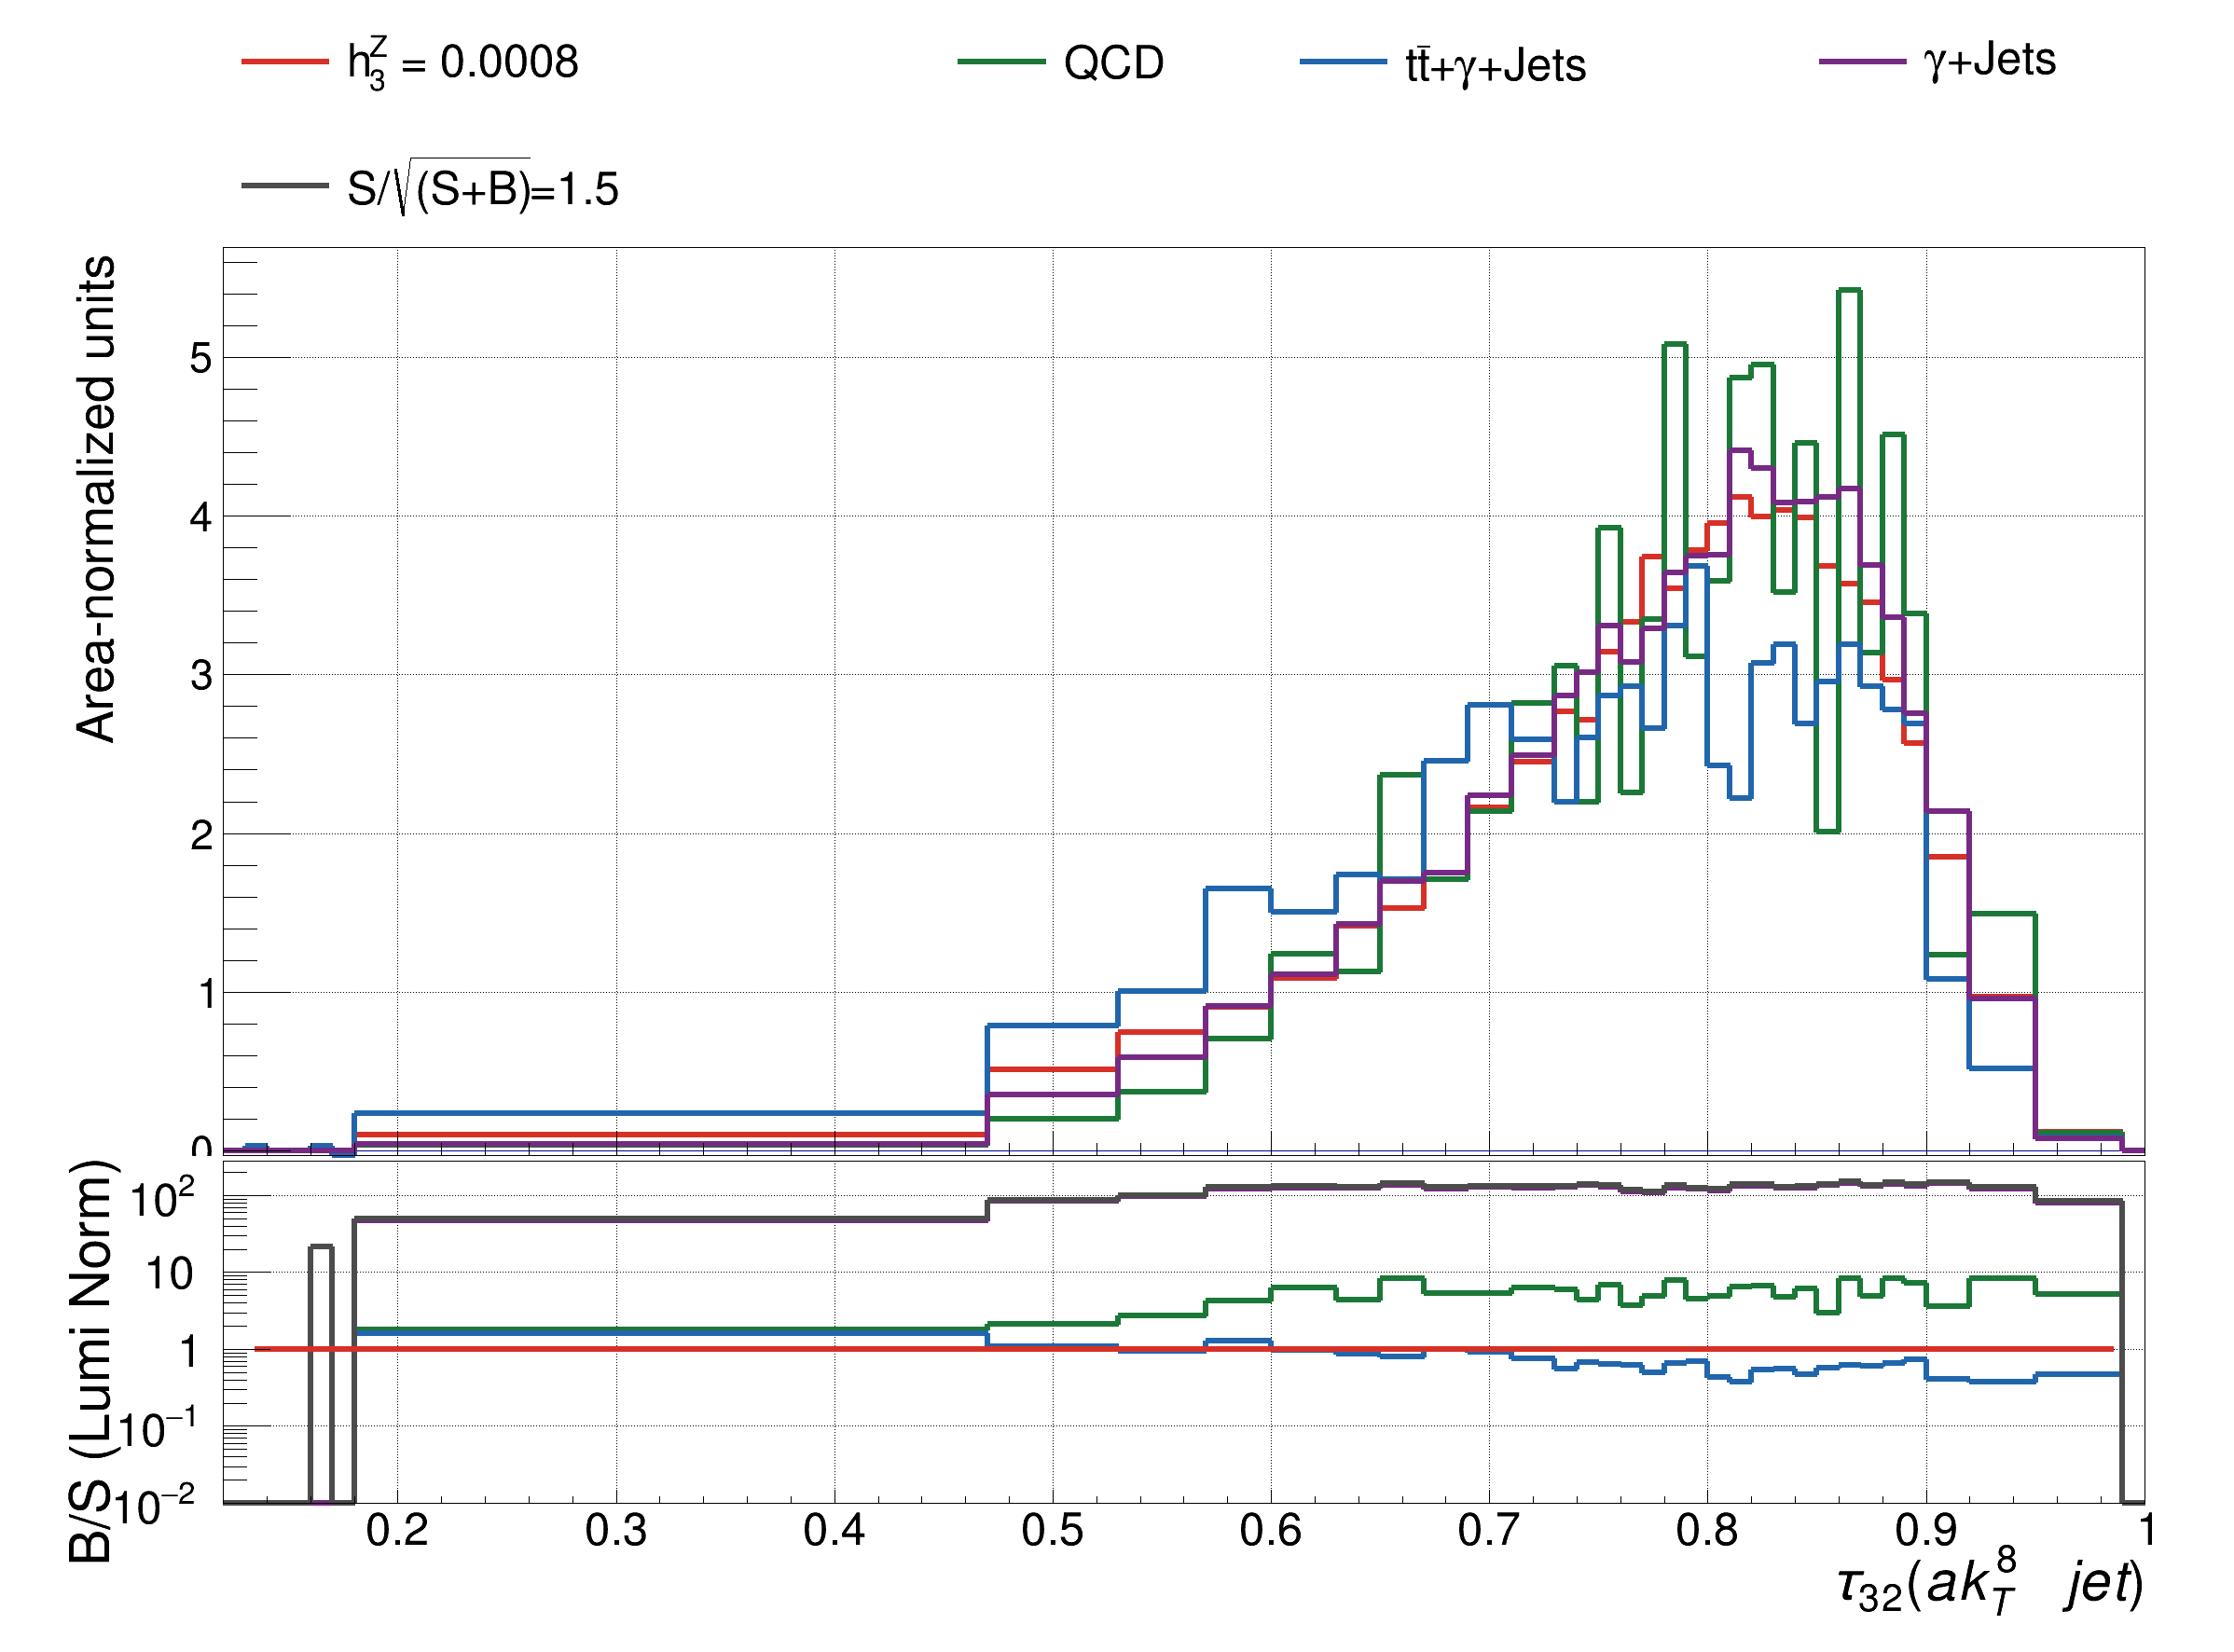 h₃ᶻ = 0.0008 QCD tt̄+γ+Jets γ+Jets
S/√(S+B)=1.5
Area-normalized units
5
4
3
2
1
0
B/S (Lumi Norm)
10²
10
1
10⁻¹
10⁻²
0.2 0.3 0.4 0.5 0.6 0.7 0.8 0.9 1
τ₃₂(ak_T^8 jet)